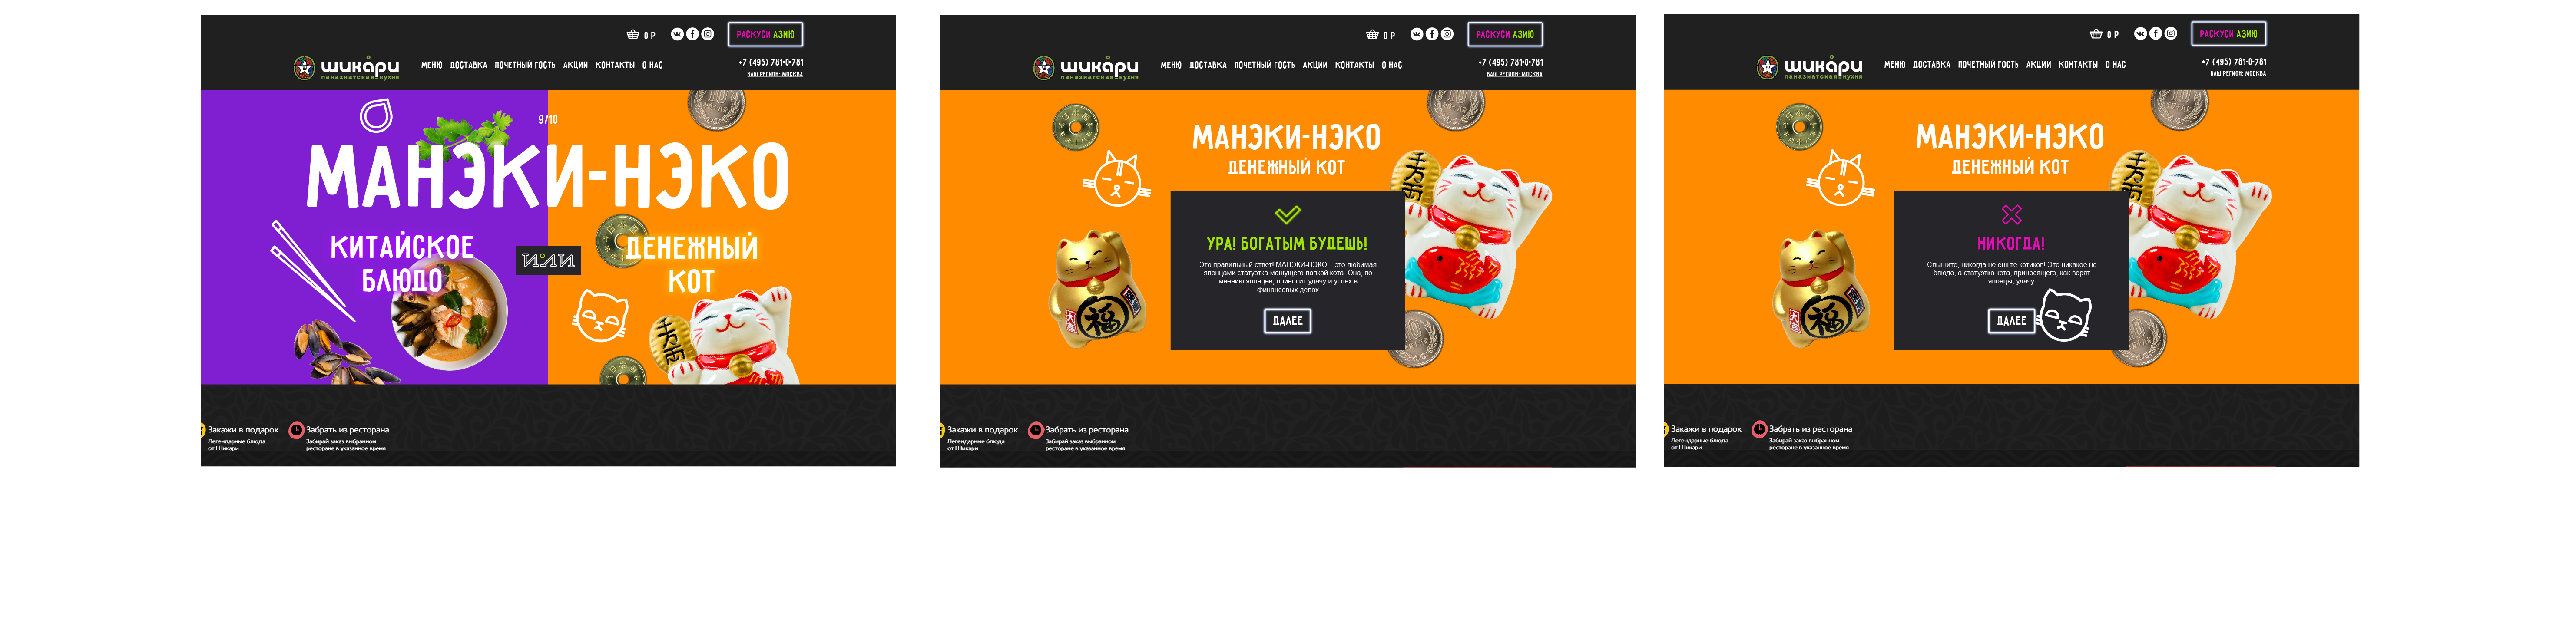 0 Р
РАСКУСИ АЗИЮ
шикари
паназиатская кухня
МЕНЮ ДОСТАВКА ПОЧЕТНЫЙ ГОСТЬ АКЦИИ КОНТАКТЫ О НАС
+7 (495) 781-0-781
ВАШ РЕГИОН: МОСКВА
9/10
МАНЭКИ-НЭКО
КИТАЙСКОЕ
БЛЮДО
ИЛИ
ДЕНЕЖНЫЙ
КОТ
Закажи в подарок
Легендарные блюда
от Шикари
Забрать из ресторана
Забирай заказ выбранном
ресторане в указанное время
0 Р
РАСКУСИ АЗИЮ
шикари
паназиатская кухня
МЕНЮ ДОСТАВКА ПОЧЕТНЫЙ ГОСТЬ АКЦИИ КОНТАКТЫ О НАС
+7 (495) 781-0-781
ВАШ РЕГИОН: МОСКВА
МАНЭКИ-НЭКО
ДЕНЕЖНЫЙ КОТ
УРА! БОГАТЫМ БУДЕШЬ!
Это правильный ответ! МАНЭКИ-НЭКО – это любимая
японцами статуэтка машущего лапкой кота. Она, по
мнению японцев, приносит удачу и успех в
финансовых делах
ДАЛЕЕ
千万両
福
Закажи в подарок
Легендарные блюда
от Шикари
Забрать из ресторана
Забирай заказ выбранном
ресторане в указанное время
0 Р
РАСКУСИ АЗИЮ
шикари
паназиатская кухня
МЕНЮ ДОСТАВКА ПОЧЕТНЫЙ ГОСТЬ АКЦИИ КОНТАКТЫ О НАС
+7 (495) 781-0-781
ВАШ РЕГИОН: МОСКВА
МАНЭКИ-НЭКО
ДЕНЕЖНЫЙ КОТ
НИКОГДА!
Слышите, никогда не ешьте котиков! Это никакое не
блюдо, а статуэтка кота, приносящего, как верят
японцы, удачу.
ДАЛЕЕ
福
Закажи в подарок
Легендарные блюда
от Шикари
Забрать из ресторана
Забирай заказ выбранном
ресторане в указанное время